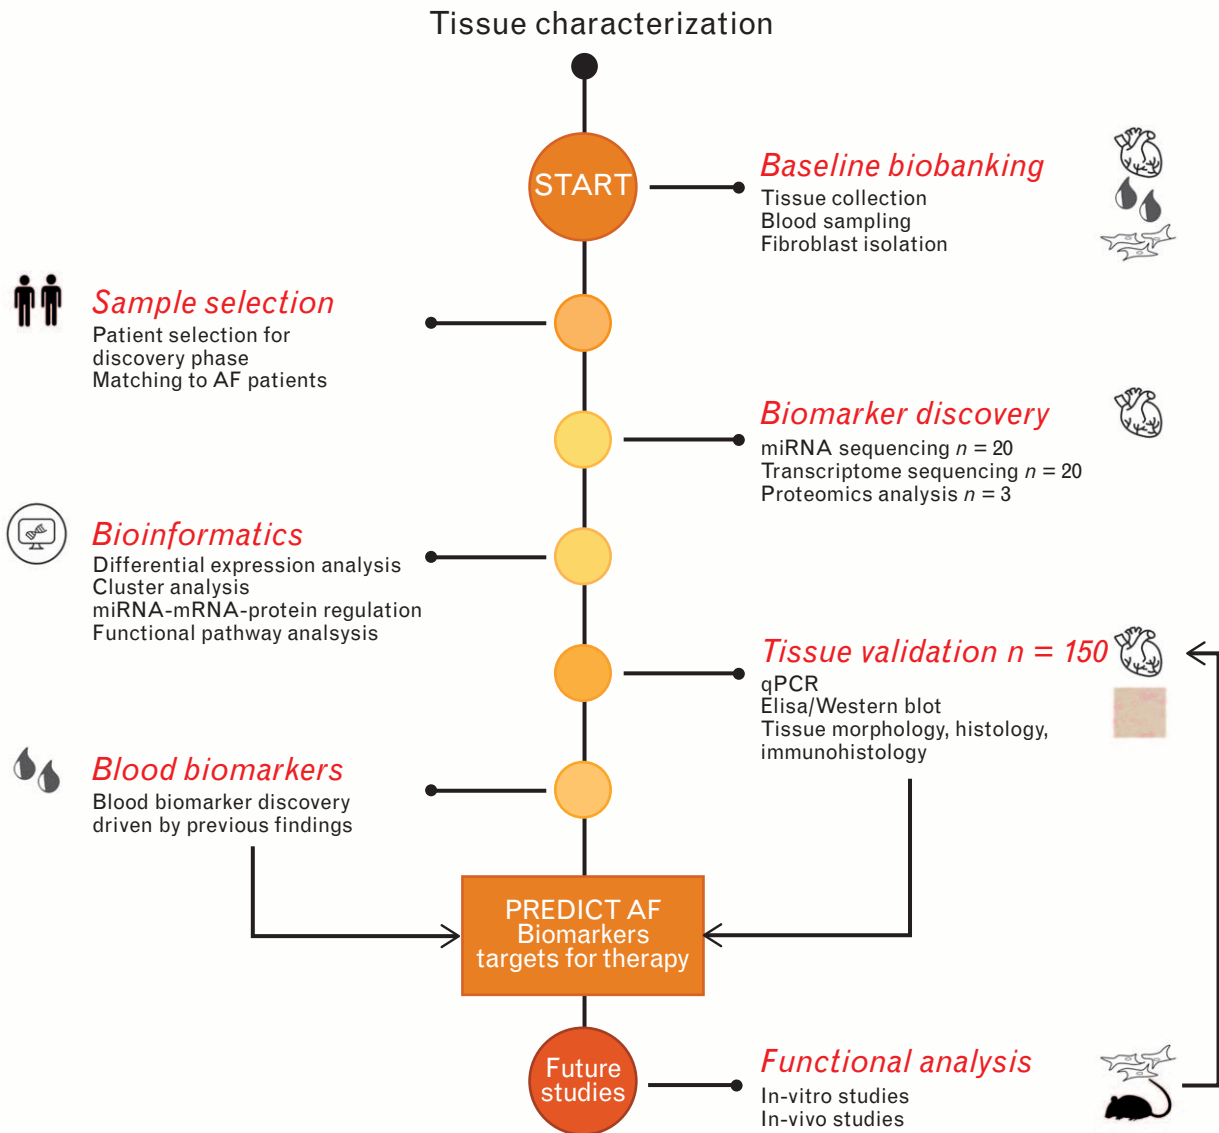 Tissue characterization
START
Baseline biobanking
Tissue collection
Blood sampling
Fibroblast isolation
Sample selection
Patient selection for
discovery phase
Matching to AF patients
Biomarker discovery
miRNA sequencing n = 20
Transcriptome sequencing n = 20
Proteomics analysis n = 3
Bioinformatics
Differential expression analysis
Cluster analysis
miRNA-mRNA-protein regulation
Functional pathway analsysis
Tissue validation n = 150
qPCR
Elisa/Western blot
Tissue morphology, histology,
immunohistology
Blood biomarkers
Blood biomarker discovery
driven by previous findings
PREDICT AF
Biomarkers
targets for therapy
Future
studies
Functional analysis
In-vitro studies
In-vivo studies